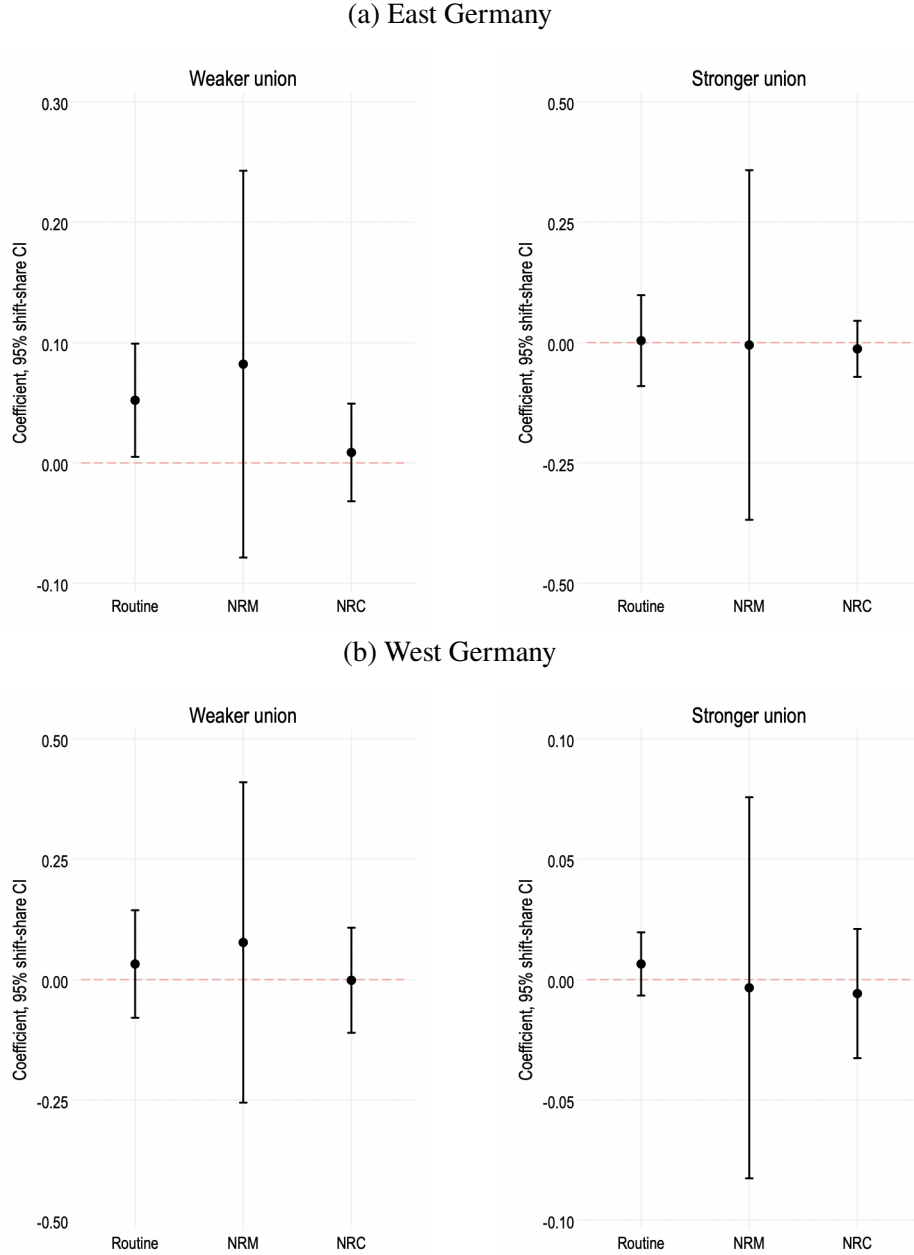 (a) East Germany
Weaker union
0.30
0.20
0.10
0.00
-0.10
Coefficient, 95% shift-share CI
Routine NRM NRC
Stronger union
0.50
0.25
0.00
-0.25
-0.50
Coefficient, 95% shift-share CI
Routine NRM NRC
(b) West Germany
Weaker union
0.50
0.25
0.00
-0.25
-0.50
Coefficient, 95% shift-share CI
Routine NRM NRC
Stronger union
0.10
0.05
0.00
-0.05
-0.10
Coefficient, 95% shift-share CI
Routine NRM NRC